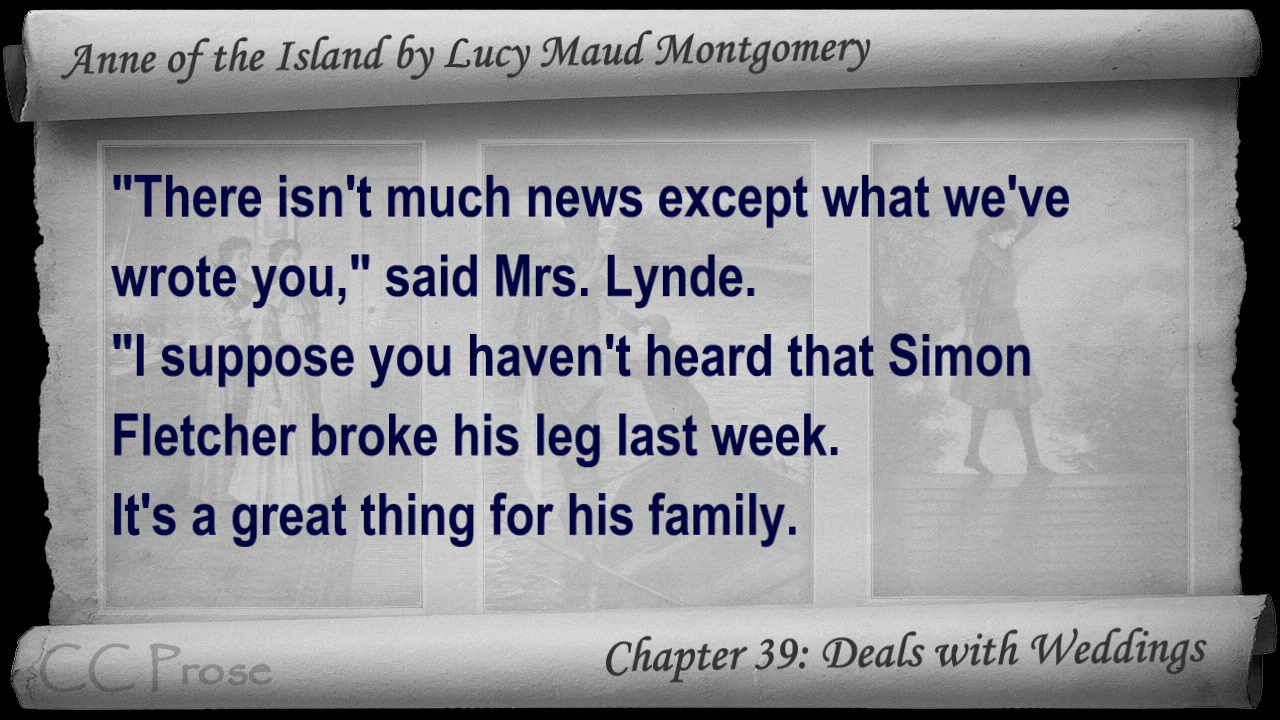 Anne of the Island by Lucy Maud Montgomery
"There isn't much news except what we've
wrote you," said Mrs. Lynde.
"I suppose you haven't heard that Simon
Fletcher broke his leg last week.
It's a great thing for his family.
CC Prose
Chapter 39: Deals with Weddings